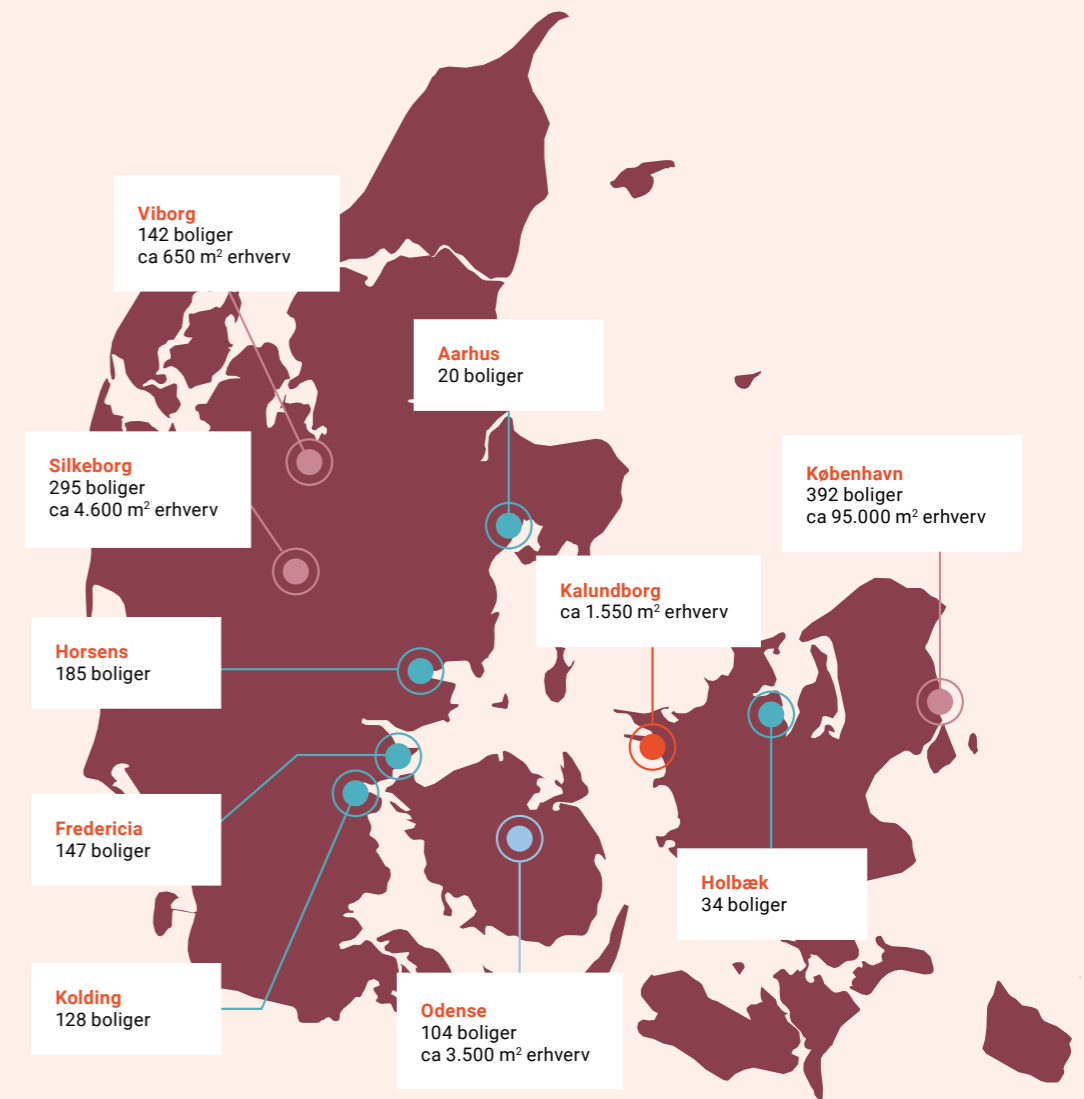 Viborg
142 boliger
ca 650 m² erhverv
Aarhus
20 boliger
Silkeborg
295 boliger
ca 4.600 m² erhverv
København
392 boliger
ca 95.000 m² erhverv
Kalundborg
ca 1.550 m² erhverv
Horsens
185 boliger
Fredericia
147 boliger
Holbæk
34 boliger
Kolding
128 boliger
Odense
104 boliger
ca 3.500 m² erhverv